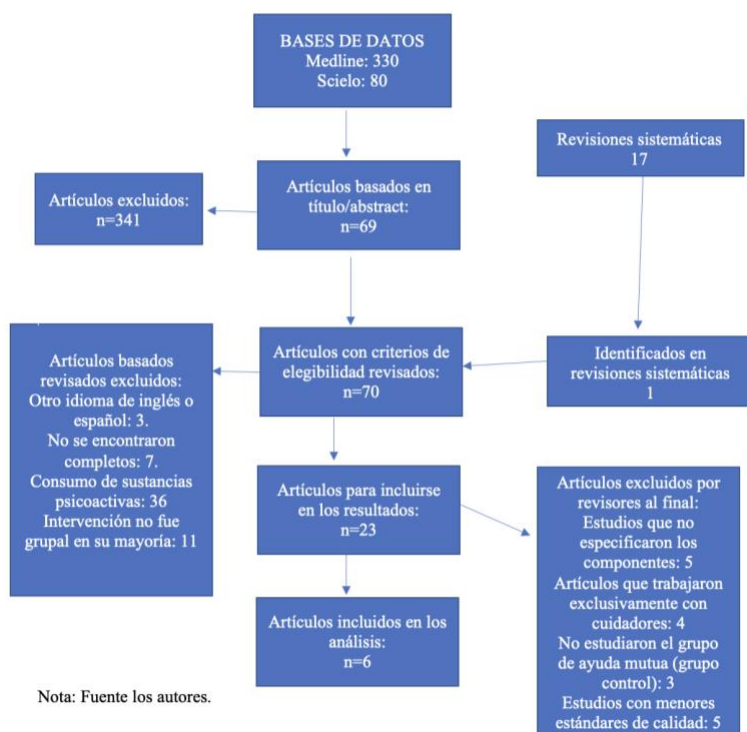 BASES DE DATOS
Medline: 330
Scielo: 80
Revisiones sistemáticas
17
Artículos excluidos:
n=341
Artículos basados en
título/abstract:
n=69
Artículos basados
revisados excluidos:
Otro idioma de inglés o
español: 3.
No se encontraron
completos: 7.
Consumo de sustancias
psicoactivas: 36
Intervención no fue
grupal en su mayoría: 11
Artículos con criterios de
elegibilidad revisados:
n=70
Identificados en
revisiones sistemáticas
1
Artículos para incluirse
en los resultados:
n=23
Artículos excluidos por
revisores al final:
Estudios que no
especificaron los
componentes: 5
Artículos que trabajaron
exclusivamente con
cuidadores: 4
No estudiaron el grupo
de ayuda mutua (grupo
control): 3
Estudios con menores
estándares de calidad: 5
Artículos incluidos en los
análisis:
n=6
Nota: Fuente los autores.